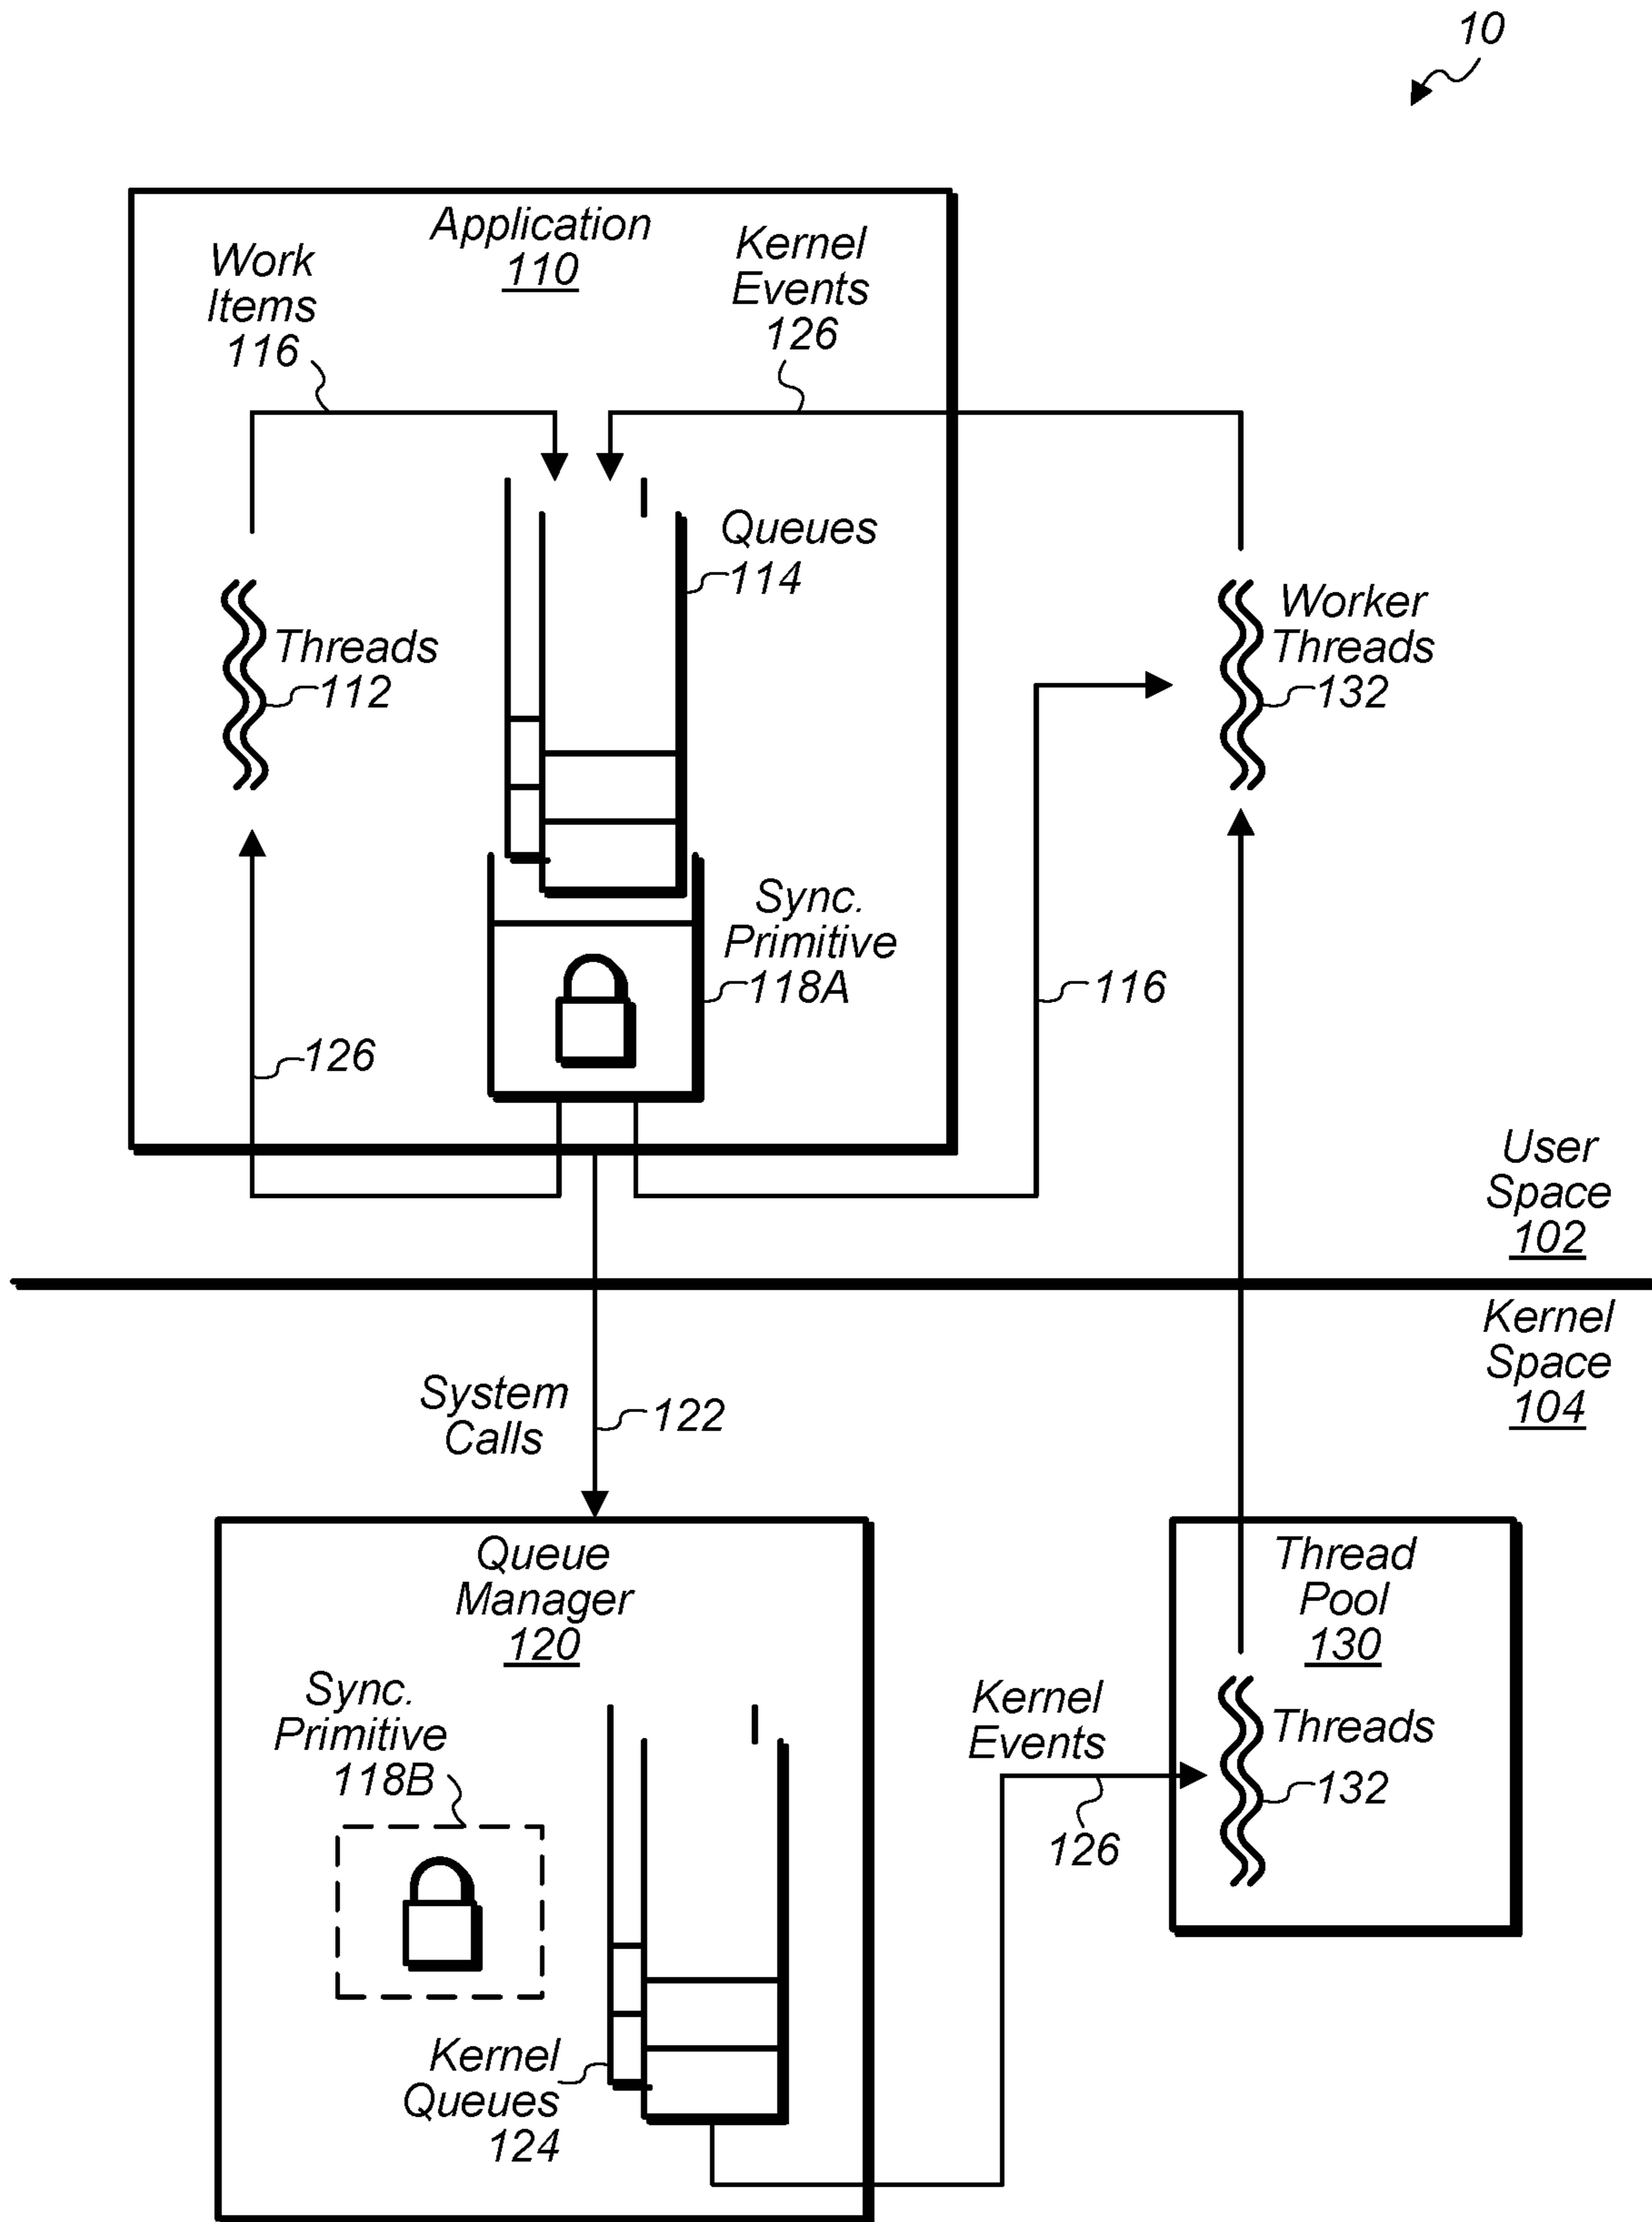 10
Application
110
Work
Items
116
Kernel
Events
126
Queues
114
Threads
112
Worker
Threads
132
Sync.
Primitive
118A
116
126
User
Space
102
Kernel
Space
104
System
Calls
122
Queue
Manager
120
Thread
Pool
130
Sync.
Primitive
118B
Kernel
Events
126
Threads
132
Kernel
Queues
124